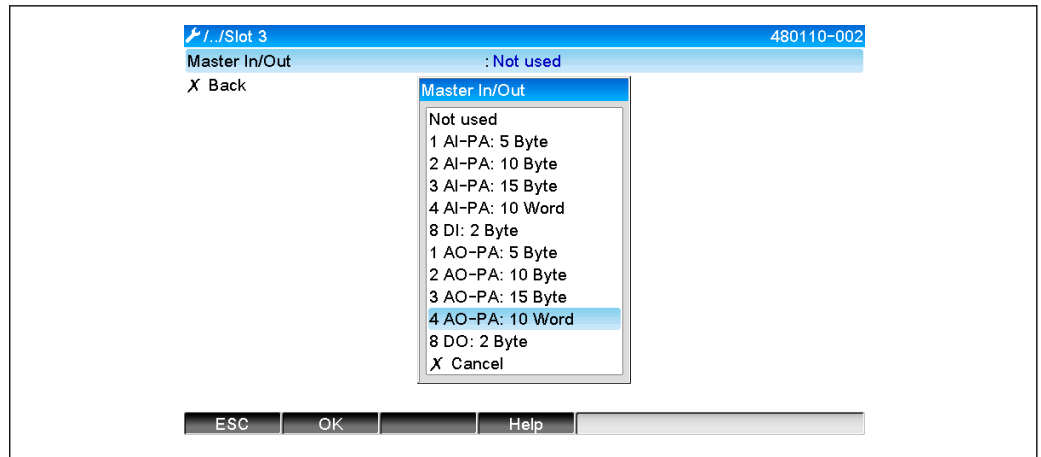 /../Slot 3 480110-002
Master In/Out : Not used
X Back
Master In/Out
Not used
1 AI-PA: 5 Byte
2 AI-PA: 10 Byte
3 AI-PA: 15 Byte
4 AI-PA: 10 Word
8 DI: 2 Byte
1 AO-PA: 5 Byte
2 AO-PA: 10 Byte
3 AO-PA: 15 Byte
4 AO-PA: 10 Word
8 DO: 2 Byte
X Cancel
ESC OK Help